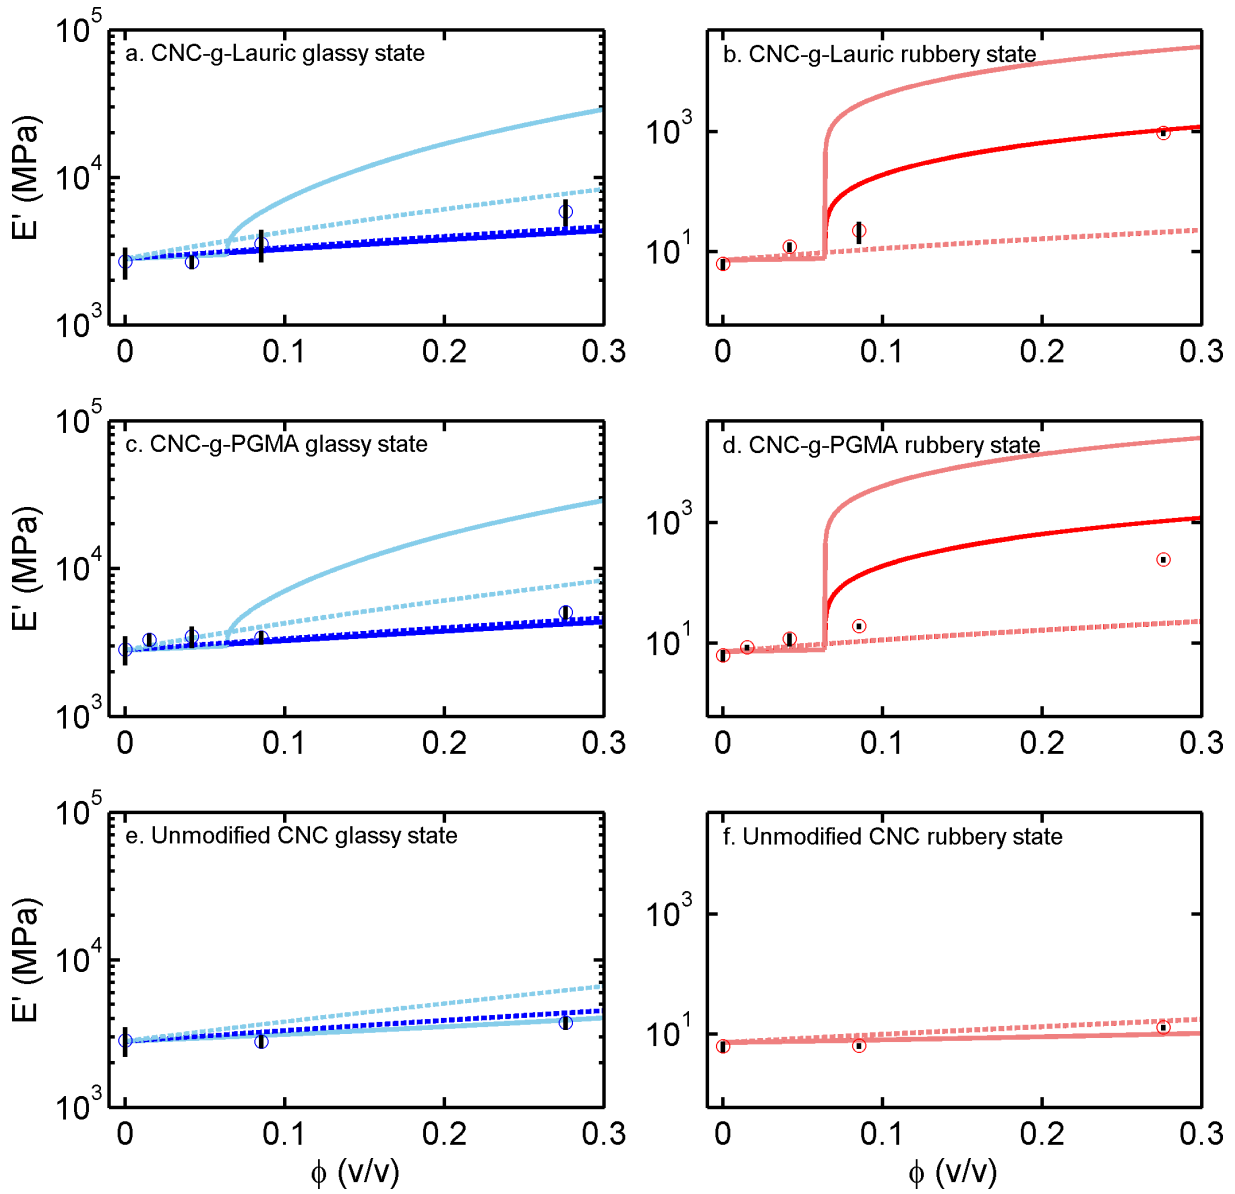 a. CNC-g-Lauric glassy state
E' (MPa)
10^5
10^4
10^3
0 0.1 0.2 0.3
b. CNC-g-Lauric rubbery state
10^3
10^1
0 0.1 0.2 0.3
c. CNC-g-PGMA glassy state
E' (MPa)
10^5
10^4
10^3
0 0.1 0.2 0.3
d. CNC-g-PGMA rubbery state
10^3
10^1
0 0.1 0.2 0.3
e. Unmodified CNC glassy state
E' (MPa)
10^5
10^4
10^3
0 0.1 0.2 0.3
ϕ (v/v)
f. Unmodified CNC rubbery state
10^3
10^1
0 0.1 0.2 0.3
ϕ (v/v)